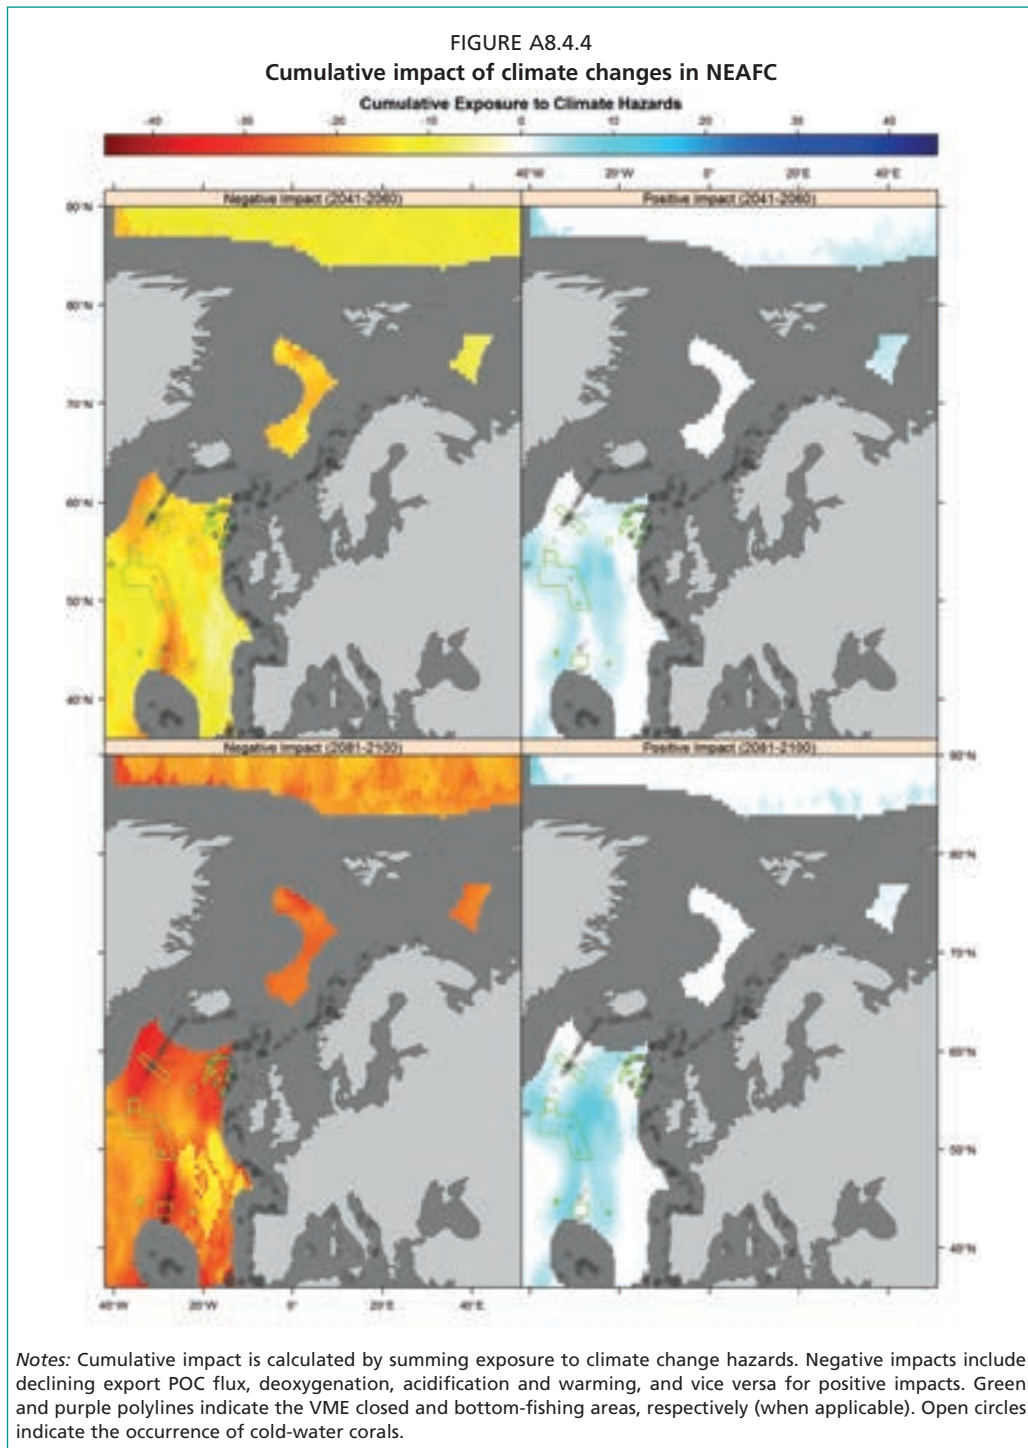 FIGURE A8.4.4
Cumulative impact of climate changes in NEAFC
Cumulative Exposure to Climate Hazards
-40 -30 -20 -10 0 10 20 30 40
40°W 20°W 0° 20°E 40°E
Negative Impact (2041-2060) Positive Impact (2041-2060)
80°N
70°N
60°N
50°N
40°N
Negative Impact (2081-2100) Positive Impact (2081-2100)
80°N
70°N
60°N
50°N
40°N
40°W 20°W 0° 20°E 40°E
Notes: Cumulative impact is calculated by summing exposure to climate change hazards. Negative impacts include
declining export POC flux, deoxygenation, acidification and warming, and vice versa for positive impacts. Green
and purple polylines indicate the VME closed and bottom-fishing areas, respectively (when applicable). Open circles
indicate the occurrence of cold-water corals.